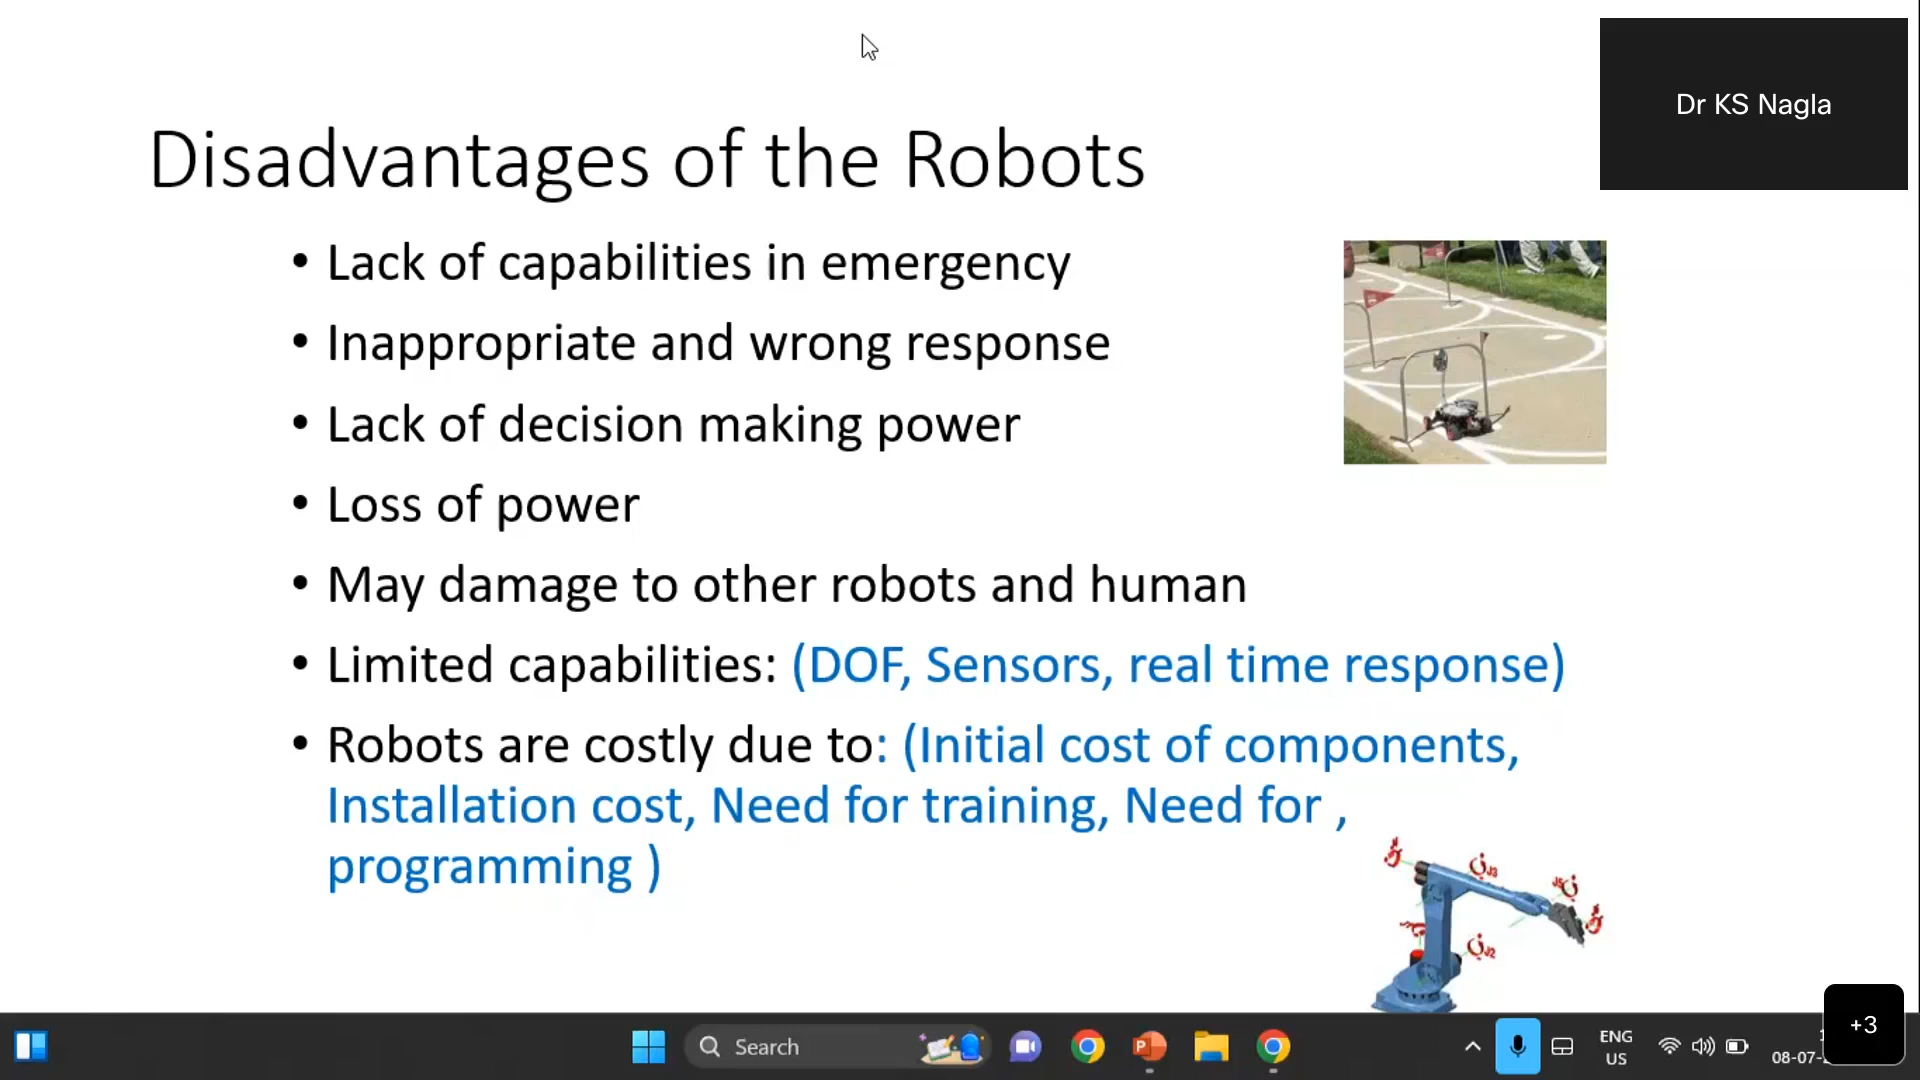 Dr KS Nagla
Disadvantages of the Robots
• Lack of capabilities in emergency
• Inappropriate and wrong response
• Lack of decision making power
• Loss of power
• May damage to other robots and human
• Limited capabilities: (DOF, Sensors, real time response)
• Robots are costly due to: (Initial cost of components,
Installation cost, Need for training, Need for ,
programming )
J3
J5
J2
Search
ENG
US
08-07-
+3